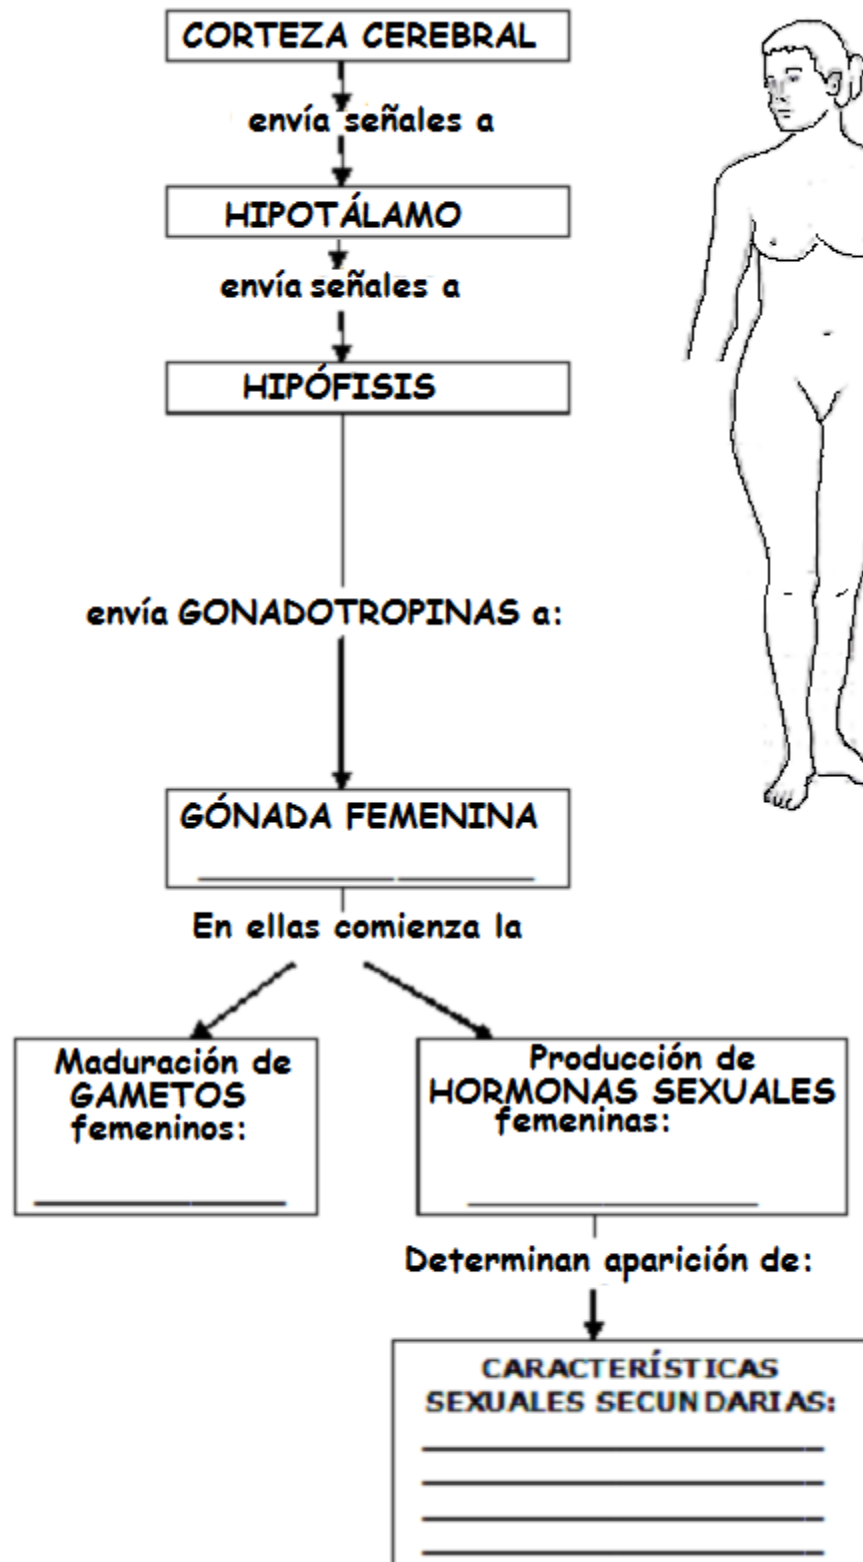 CORTEZA CEREBRAL
envía señales a
HIPOTÁLAMO
envía señales a
HIPÓFISIS
envía GONADOTROPINAS a:
GÓNADA FEMENINA
En ellas comienza la
Maduración de
GAMETOS
femeninos:
Producción de
HORMONAS SEXUALES
femeninas:
Determinan aparición de:
CARACTERÍSTICAS
SEXUALES SECUNDARIAS: